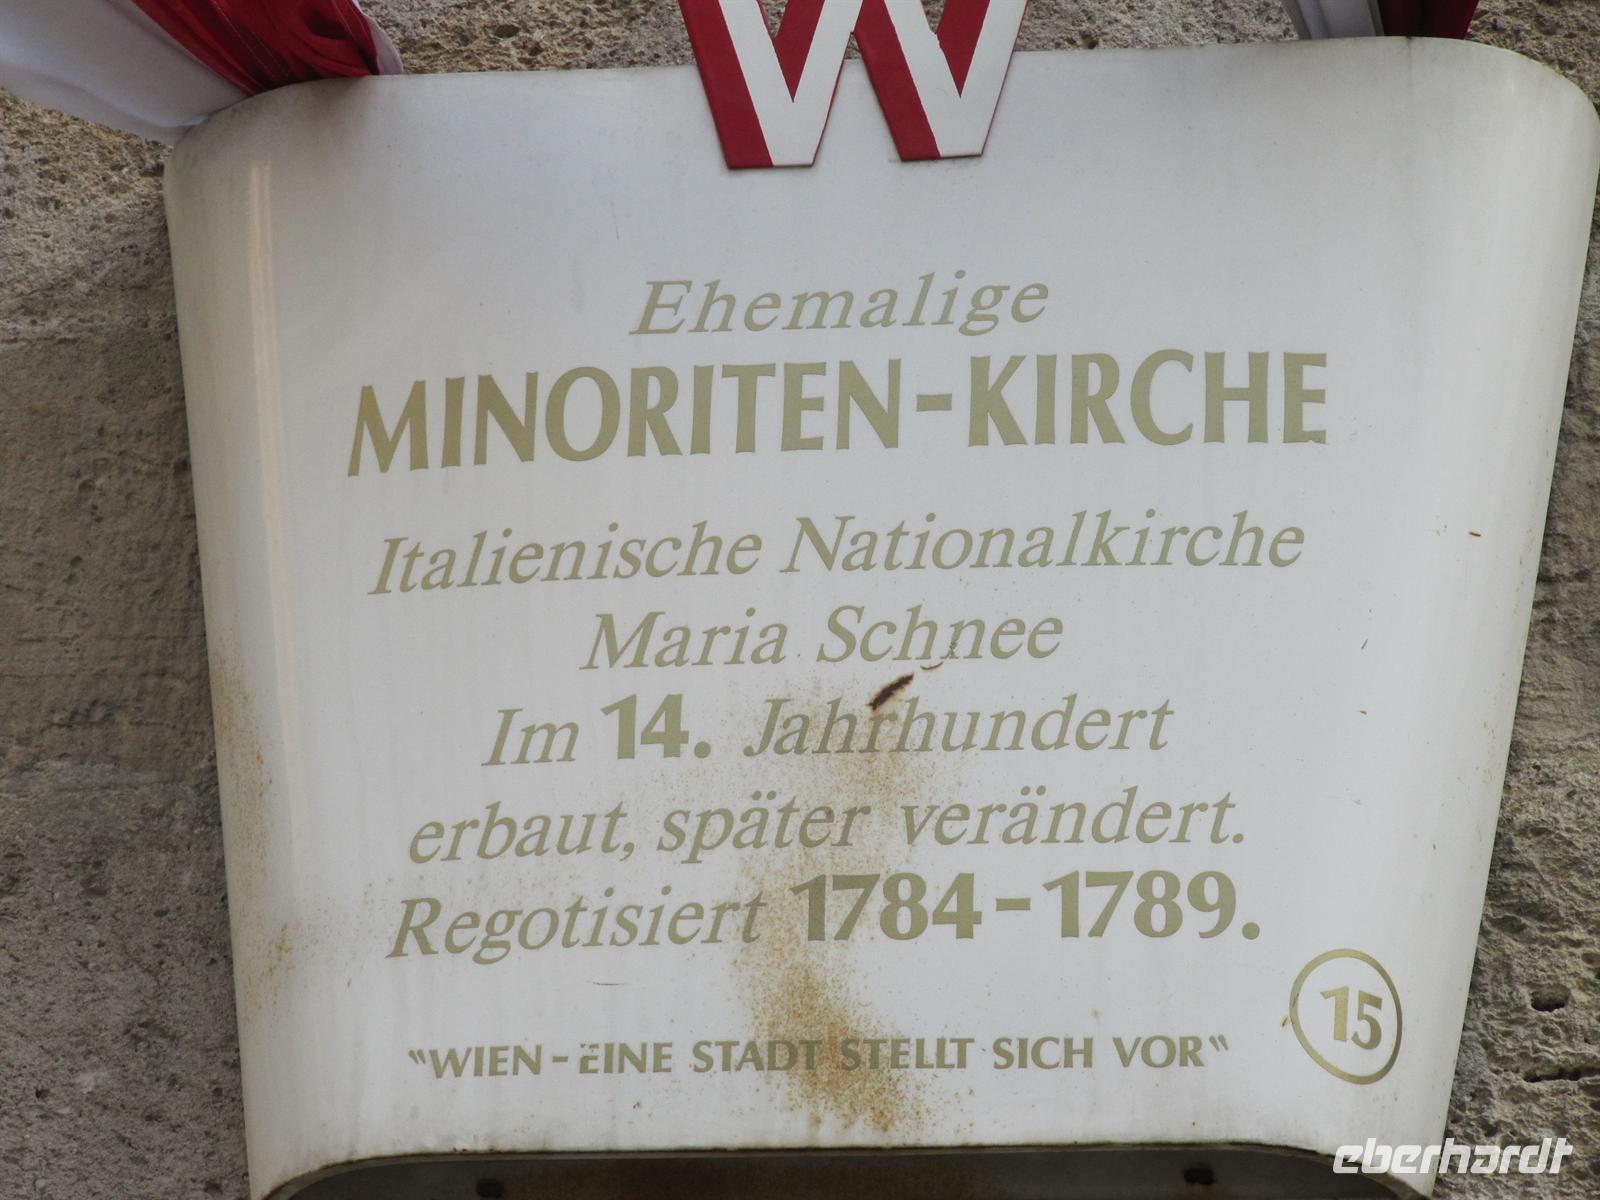 W
Ehemalige
MINORITEN-KIRCHE
Italienische Nationalkirche
Maria Schnee
Im 14. Jahrhundert
erbaut, später verändert.
Regotisiert 1784-1789.
15
"WIEN-EINE STADT STELLT SICH VOR"
eberhardt